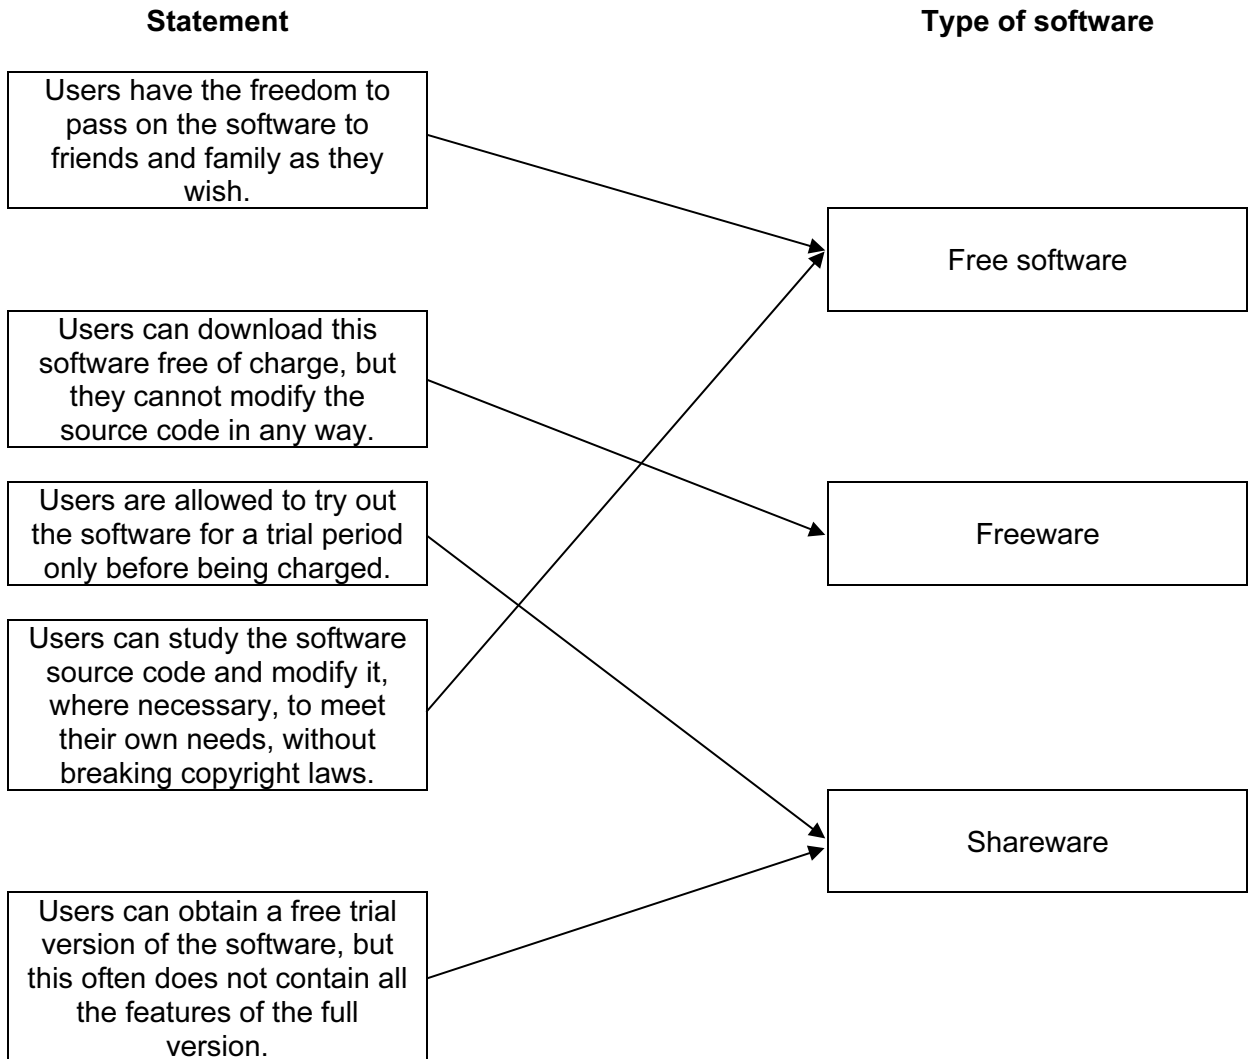 Statement
Type of software
Users have the freedom to
pass on the software to
friends and family as they
wish.
Free software
Users can download this
software free of charge, but
they cannot modify the
source code in any way.
Users are allowed to try out
the software for a trial period
only before being charged.
Freeware
Users can study the software
source code and modify it,
where necessary, to meet
their own needs, without
breaking copyright laws.
Shareware
Users can obtain a free trial
version of the software, but
this often does not contain all
the features of the full
version.